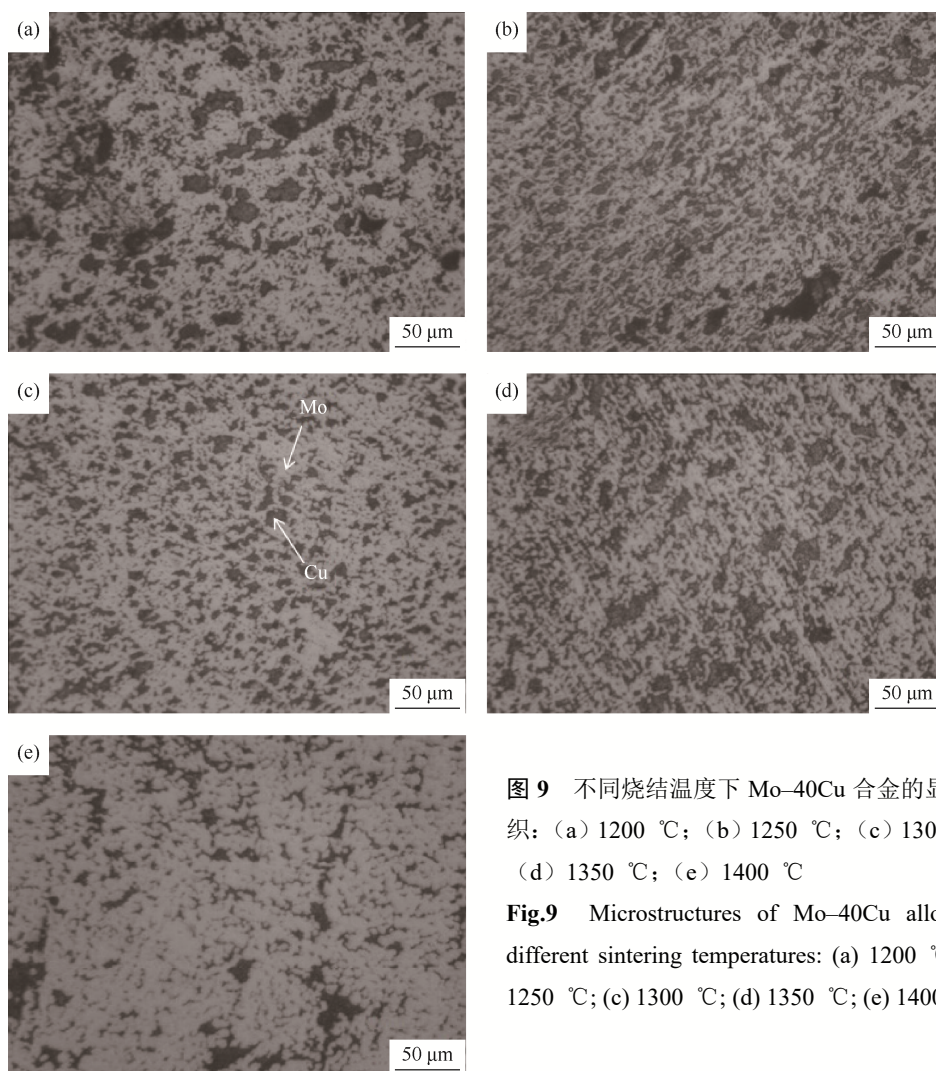 (a)
(b)
50 μm
50 μm
(c)
(d)
Mo
Cu
50 μm
50 μm
(e)
50 μm
图 9 不同烧结温度下 Mo–40Cu 合金的显
织：（a）1200 ℃；（b）1250 ℃；（c）130
（d）1350 ℃；（e）1400 ℃
Fig.9 Microstructures of Mo–40Cu allo
different sintering temperatures: (a) 1200
1250 ℃; (c) 1300 ℃; (d) 1350 ℃; (e) 1400